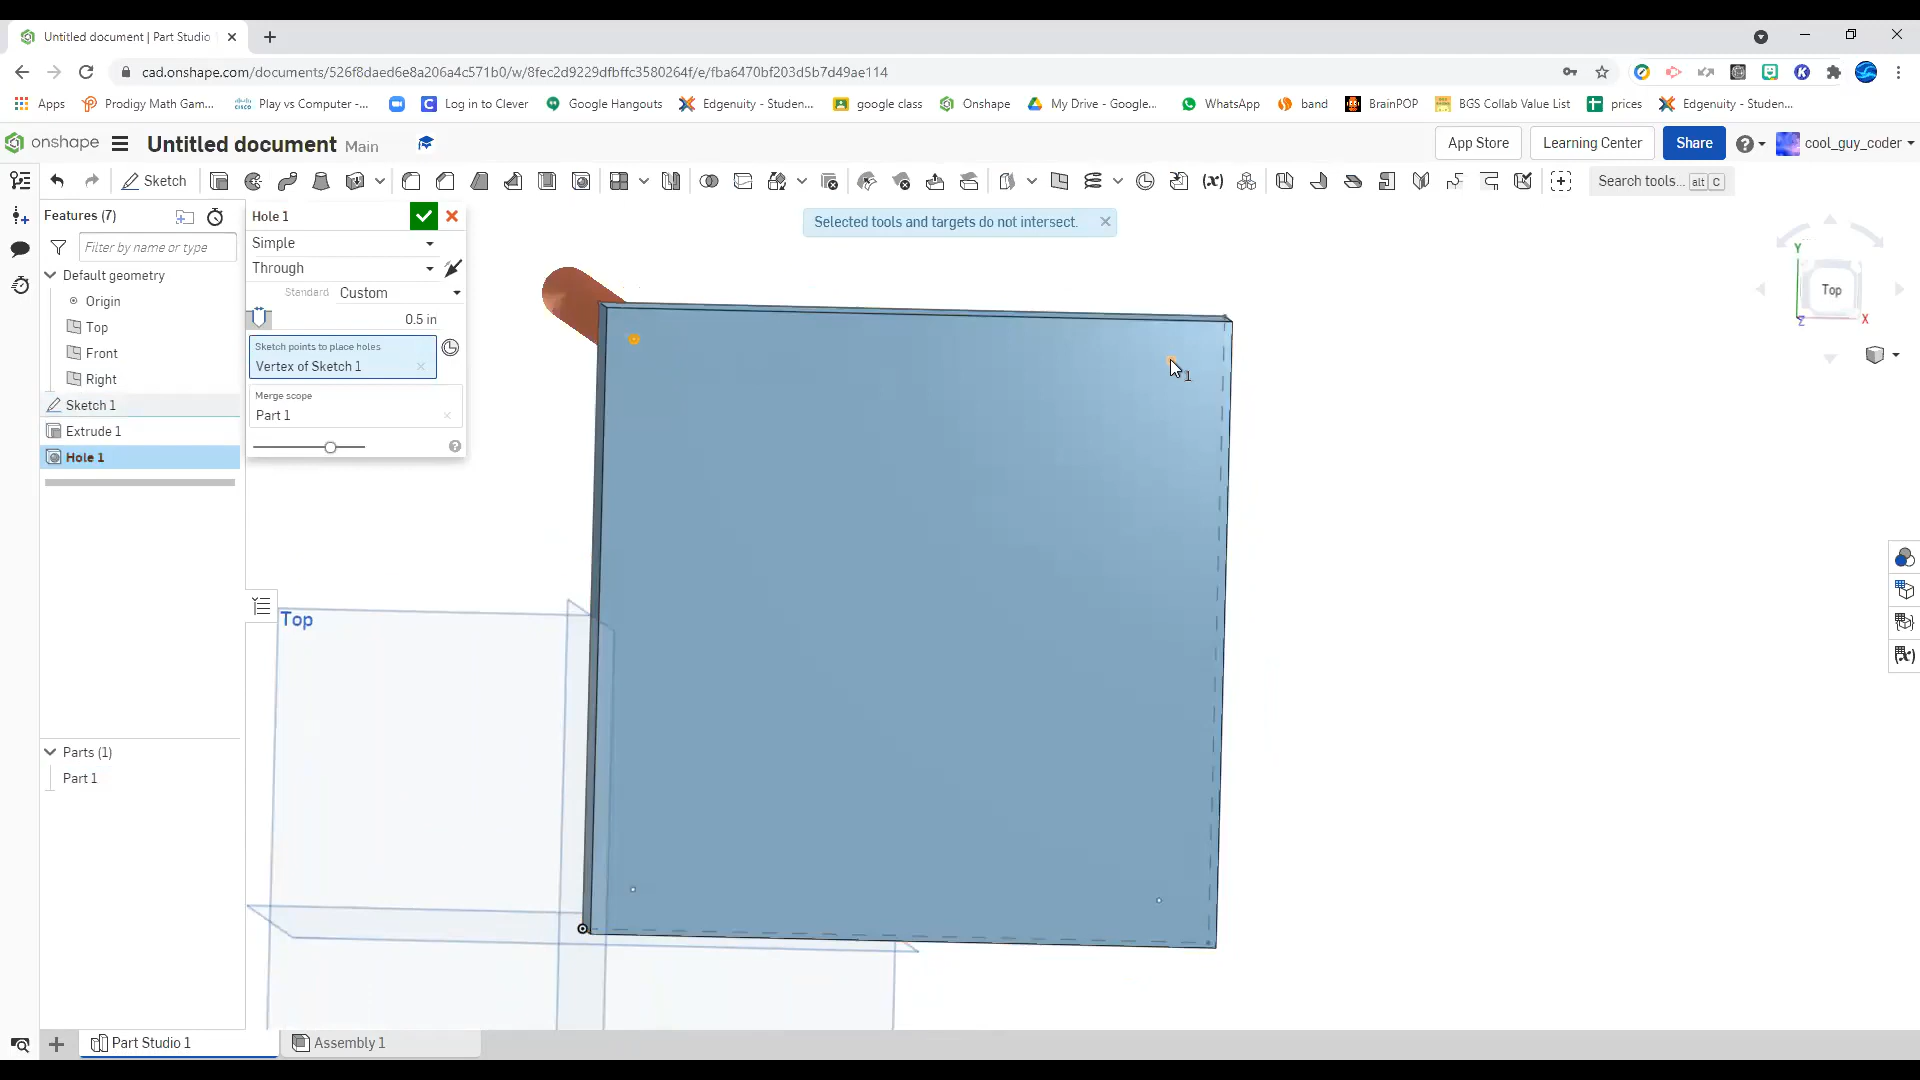 Untitled document | Part Studio
cad.onshape.com/documents/526f8daed6e8a206a4c571b0/w/8fec2d9229dfbffc3580264f/e/fba6470bf203d5b7d49ae114
Apps
Prodigy Math Gam...
Play vs Computer -...
Log in to Clever
Google Hangouts
Edgenuity - Studen...
google class
Onshape
My Drive - Google...
WhatsApp
band
BrainPOP
BGS Collab Value List
prices
Edgenuity - Studen...
onshape
Untitled document Main
App Store
Learning Center
Share
cool_guy_coder
Sketch
Search tools... alt C
Features (7)
Filter by name or type
Default geometry
Origin
Top
Front
Right
Sketch 1
Extrude 1
Hole 1
Parts (1)
Part 1
Hole 1
Simple
Through
Standard Custom
0.5 in
Sketch points to place holes
Vertex of Sketch 1
Merge scope
Part 1
Selected tools and targets do not intersect.
Top
1
Y
Top
Z
X
Part Studio 1
Assembly 1